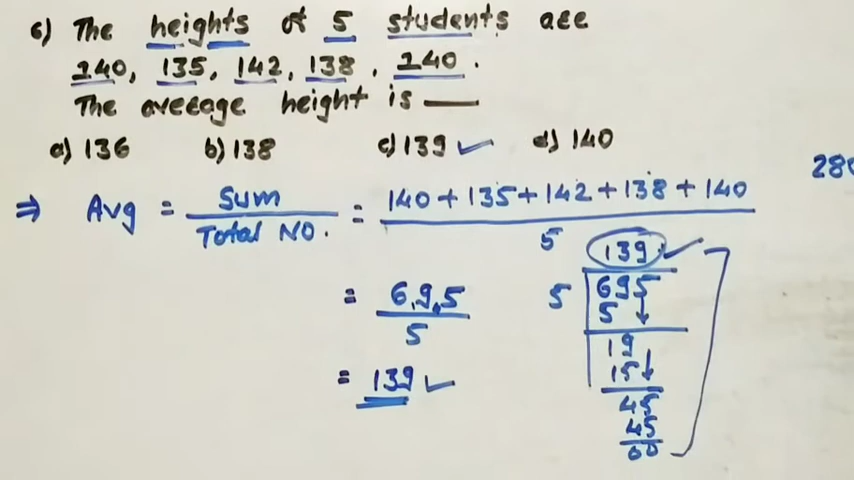 6) The heights of 5 students are
140, 135, 142, 138, 140.
The average height is ___
a) 136 b) 138 c) 139 ✓ d) 140
⇒ Avg = Sum / Total NO. = 140 + 135 + 142 + 138 + 140 / 5
280
= 695 / 5
= 139 ✓
139 ✓
5 695
5 ↓
19
15 ↓
45
45
00